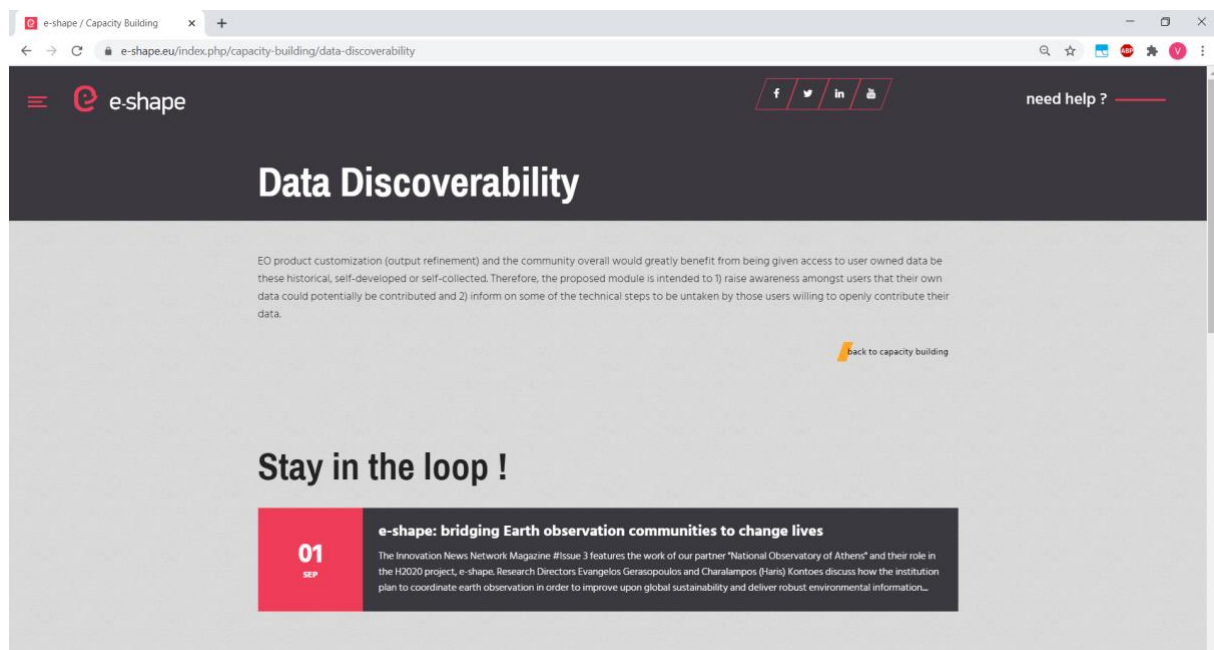 e-shape / Capacity Building
e-shape.eu/index.php/capacity-building/data-discoverability
ABP
V
e-shape
f
in
need help ?
Data Discoverability
EO product customization (output refinement) and the community overall would greatly benefit from being given access to user owned data be
these historical, self-developed or self-collected. Therefore, the proposed module is intended to 1) raise awareness amongst users that their own
data could potentially be contributed and 2) inform on some of the technical steps to be untaken by those users willing to openly contribute their
data.
back to capacity building
Stay in the loop !
01
SEP
e-shape: bridging Earth observation communities to change lives
The Innovation News Network Magazine #Issue 3 features the work of our partner "National Observatory of Athens" and their role in
the H2020 project, e-shape. Research Directors Evangelos Gerasopoulos and Charalampos (Haris) Kontoes discuss how the institution
plan to coordinate earth observation in order to improve upon global sustainability and deliver robust environmental information...